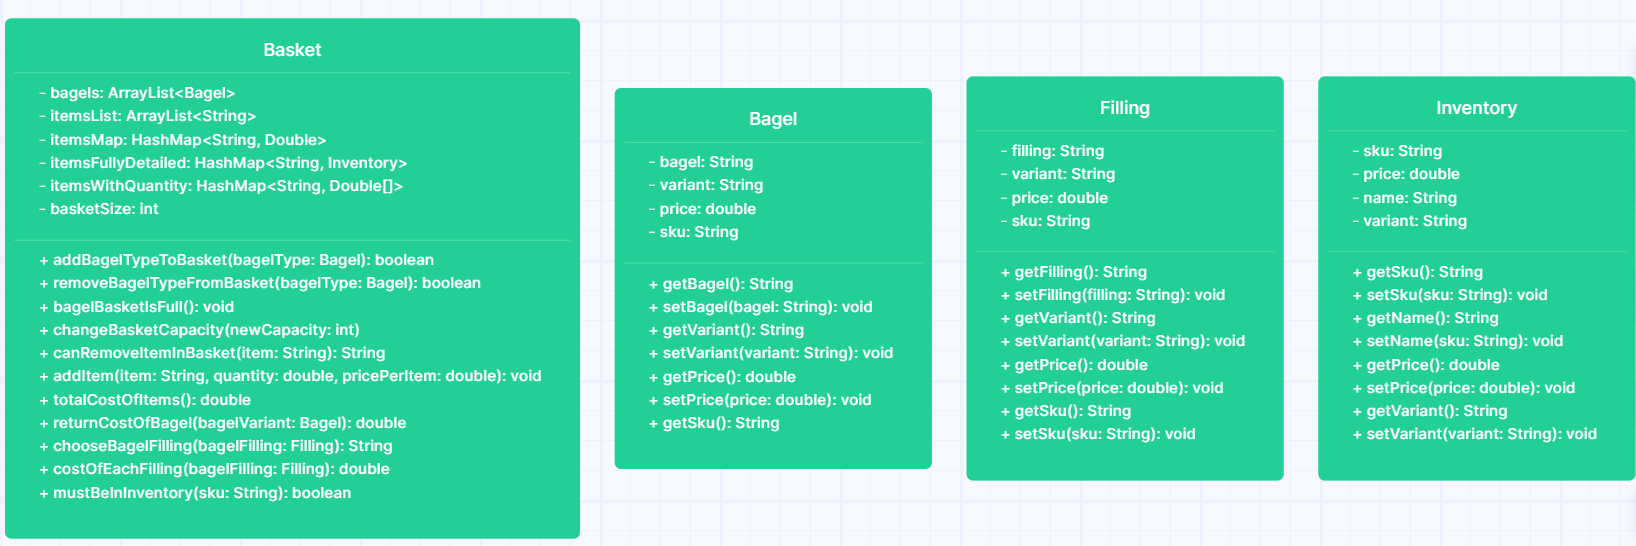 Basket
- bagels: ArrayList<Bagel>
- itemsList: ArrayList<String>
- itemsMap: HashMap<String, Double>
- itemsFullyDetailed: HashMap<String, Inventory>
- itemsWithQuantity: HashMap<String, Double[]>
- basketSize: int
+ addBagelTypeToBasket(bagelType: Bagel): boolean
+ removeBagelTypeFromBasket(bagelType: Bagel): boolean
+ bagelBasketIsFull(): void
+ changeBasketCapacity(newCapacity: int)
+ canRemoveItemInBasket(item: String): String
+ addItem(item: String, quantity: double, pricePerItem: double): void
+ totalCostOfItems(): double
+ returnCostOfBagel(bagelVariant: Bagel): double
+ chooseBagelFilling(bagelFilling: Filling): String
+ costOfEachFilling(bagelFilling: Filling): double
+ mustBeInInventory(sku: String): boolean
Bagel
- bagel: String
- variant: String
- price: double
- sku: String
+ getBagel(): String
+ setBagel(bagel: String): void
+ getVariant(): String
+ setVariant(variant: String): void
+ getPrice(): double
+ setPrice(price: double): void
+ getSku(): String
Filling
- filling: String
- variant: String
- price: double
- sku: String
+ getFilling(): String
+ setFilling(filling: String): void
+ getVariant(): String
+ setVariant(variant: String): void
+ getPrice(): double
+ setPrice(price: double): void
+ getSku(): String
+ setSku(sku: String): void
Inventory
- sku: String
- price: double
- name: String
- variant: String
+ getSku(): String
+ setSku(sku: String): void
+ getName(): String
+ setName(sku: String): void
+ getPrice(): double
+ setPrice(price: double): void
+ getVariant(): String
+ setVariant(variant: String): void